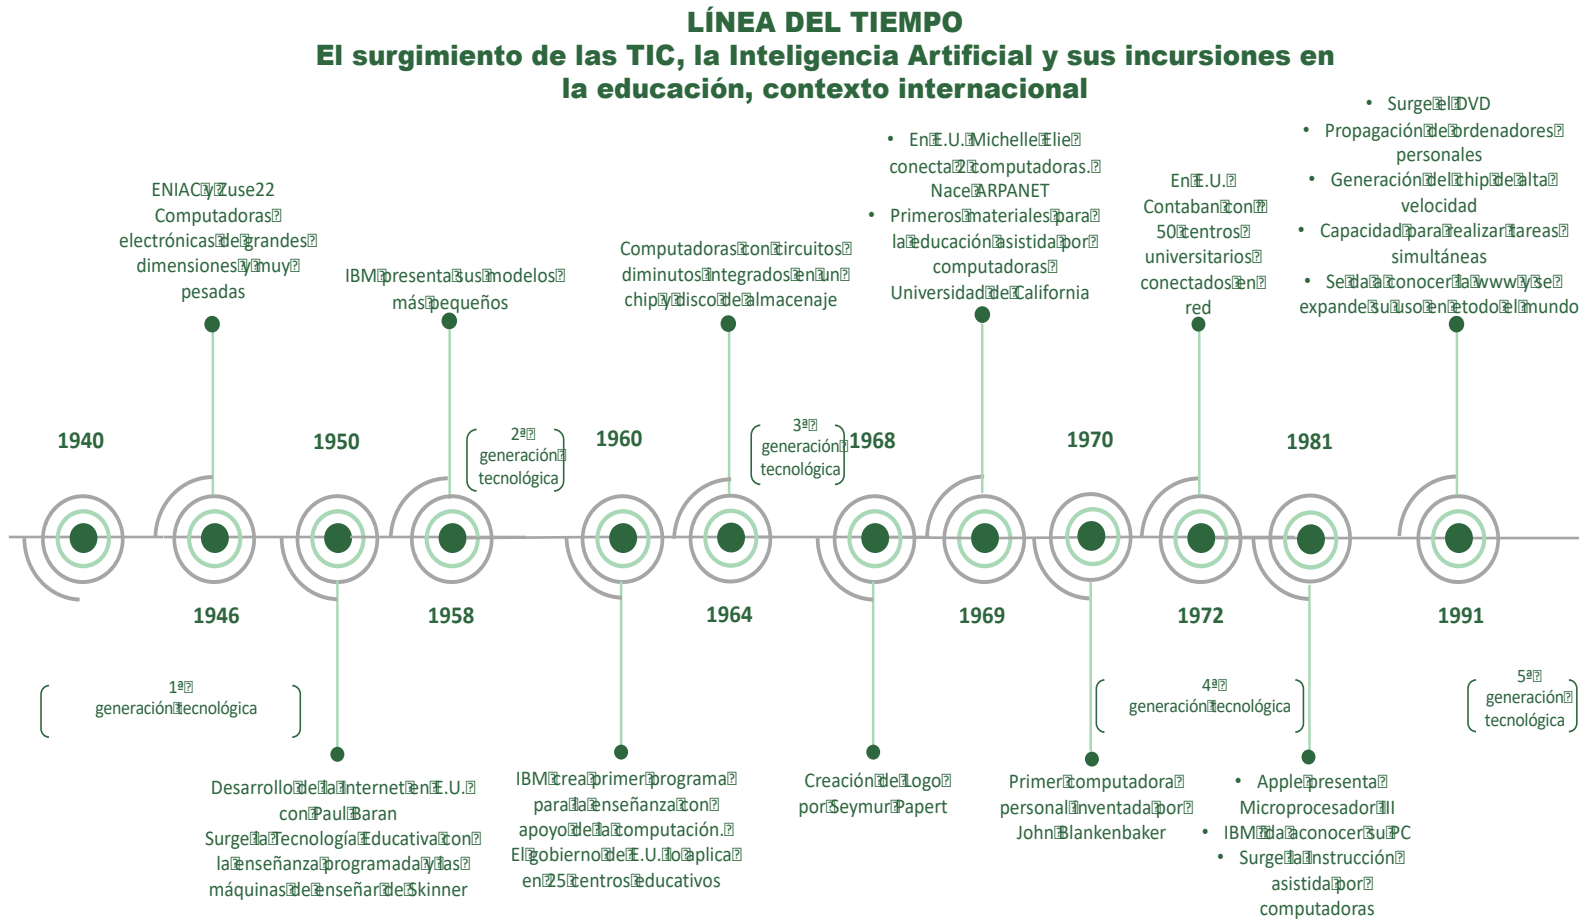 LÍNEA DEL TIEMPO
El surgimiento de las TIC, la Inteligencia Artificial y sus incursiones en
la educación, contexto internacional
1940
1ª
generación tecnológica
ENIAC y Zuse22
Computadoras
electrónicas de grandes
dimensiones y muy
pesadas
1946
1950
Desarrollo de la Internet en E.U.
con Paul Baran
Surge la Tecnología Educativa con
la enseñanza programada y las
máquinas de enseñar de Skinner
IBM presenta sus modelos
más pequeños
1958
2ª
generación
tecnológica
1960
IBM crea primer programa
para la enseñanza con
apoyo de la computación.
El gobierno de E.U. lo aplica
en 25 centros educativos
Computadoras con circuitos
diminutos integrados en un
chip y disco de almacenaje
1964
3ª
generación
tecnológica
1968
Creación de Logo
por Seymur Papert
• En E.U. Michelle Elie
conecta 2 computadoras.
Nace ARPANET
• Primeros materiales para
la educación asistida por
computadoras
Universidad de California
1969
1970
Primer computadora
personal inventada por
John Blankenbaker
En E.U.
Contaban con
50 centros
universitarios
conectados en
red
1972
4ª
generación tecnológica
1981
• Apple presenta
Microprocesador III
• IBM da aconocer su PC
• Surge la Instrucción
asistida por
computadoras
• Surge el DVD
• Propagación de ordenadores
personales
• Generación del chip de alta
velocidad
• Capacidad para realizar tareas
simultáneas
• Se da a conocer la www y se
expande su uso en etodo el mundo
1991
5ª
generación
tecnológica